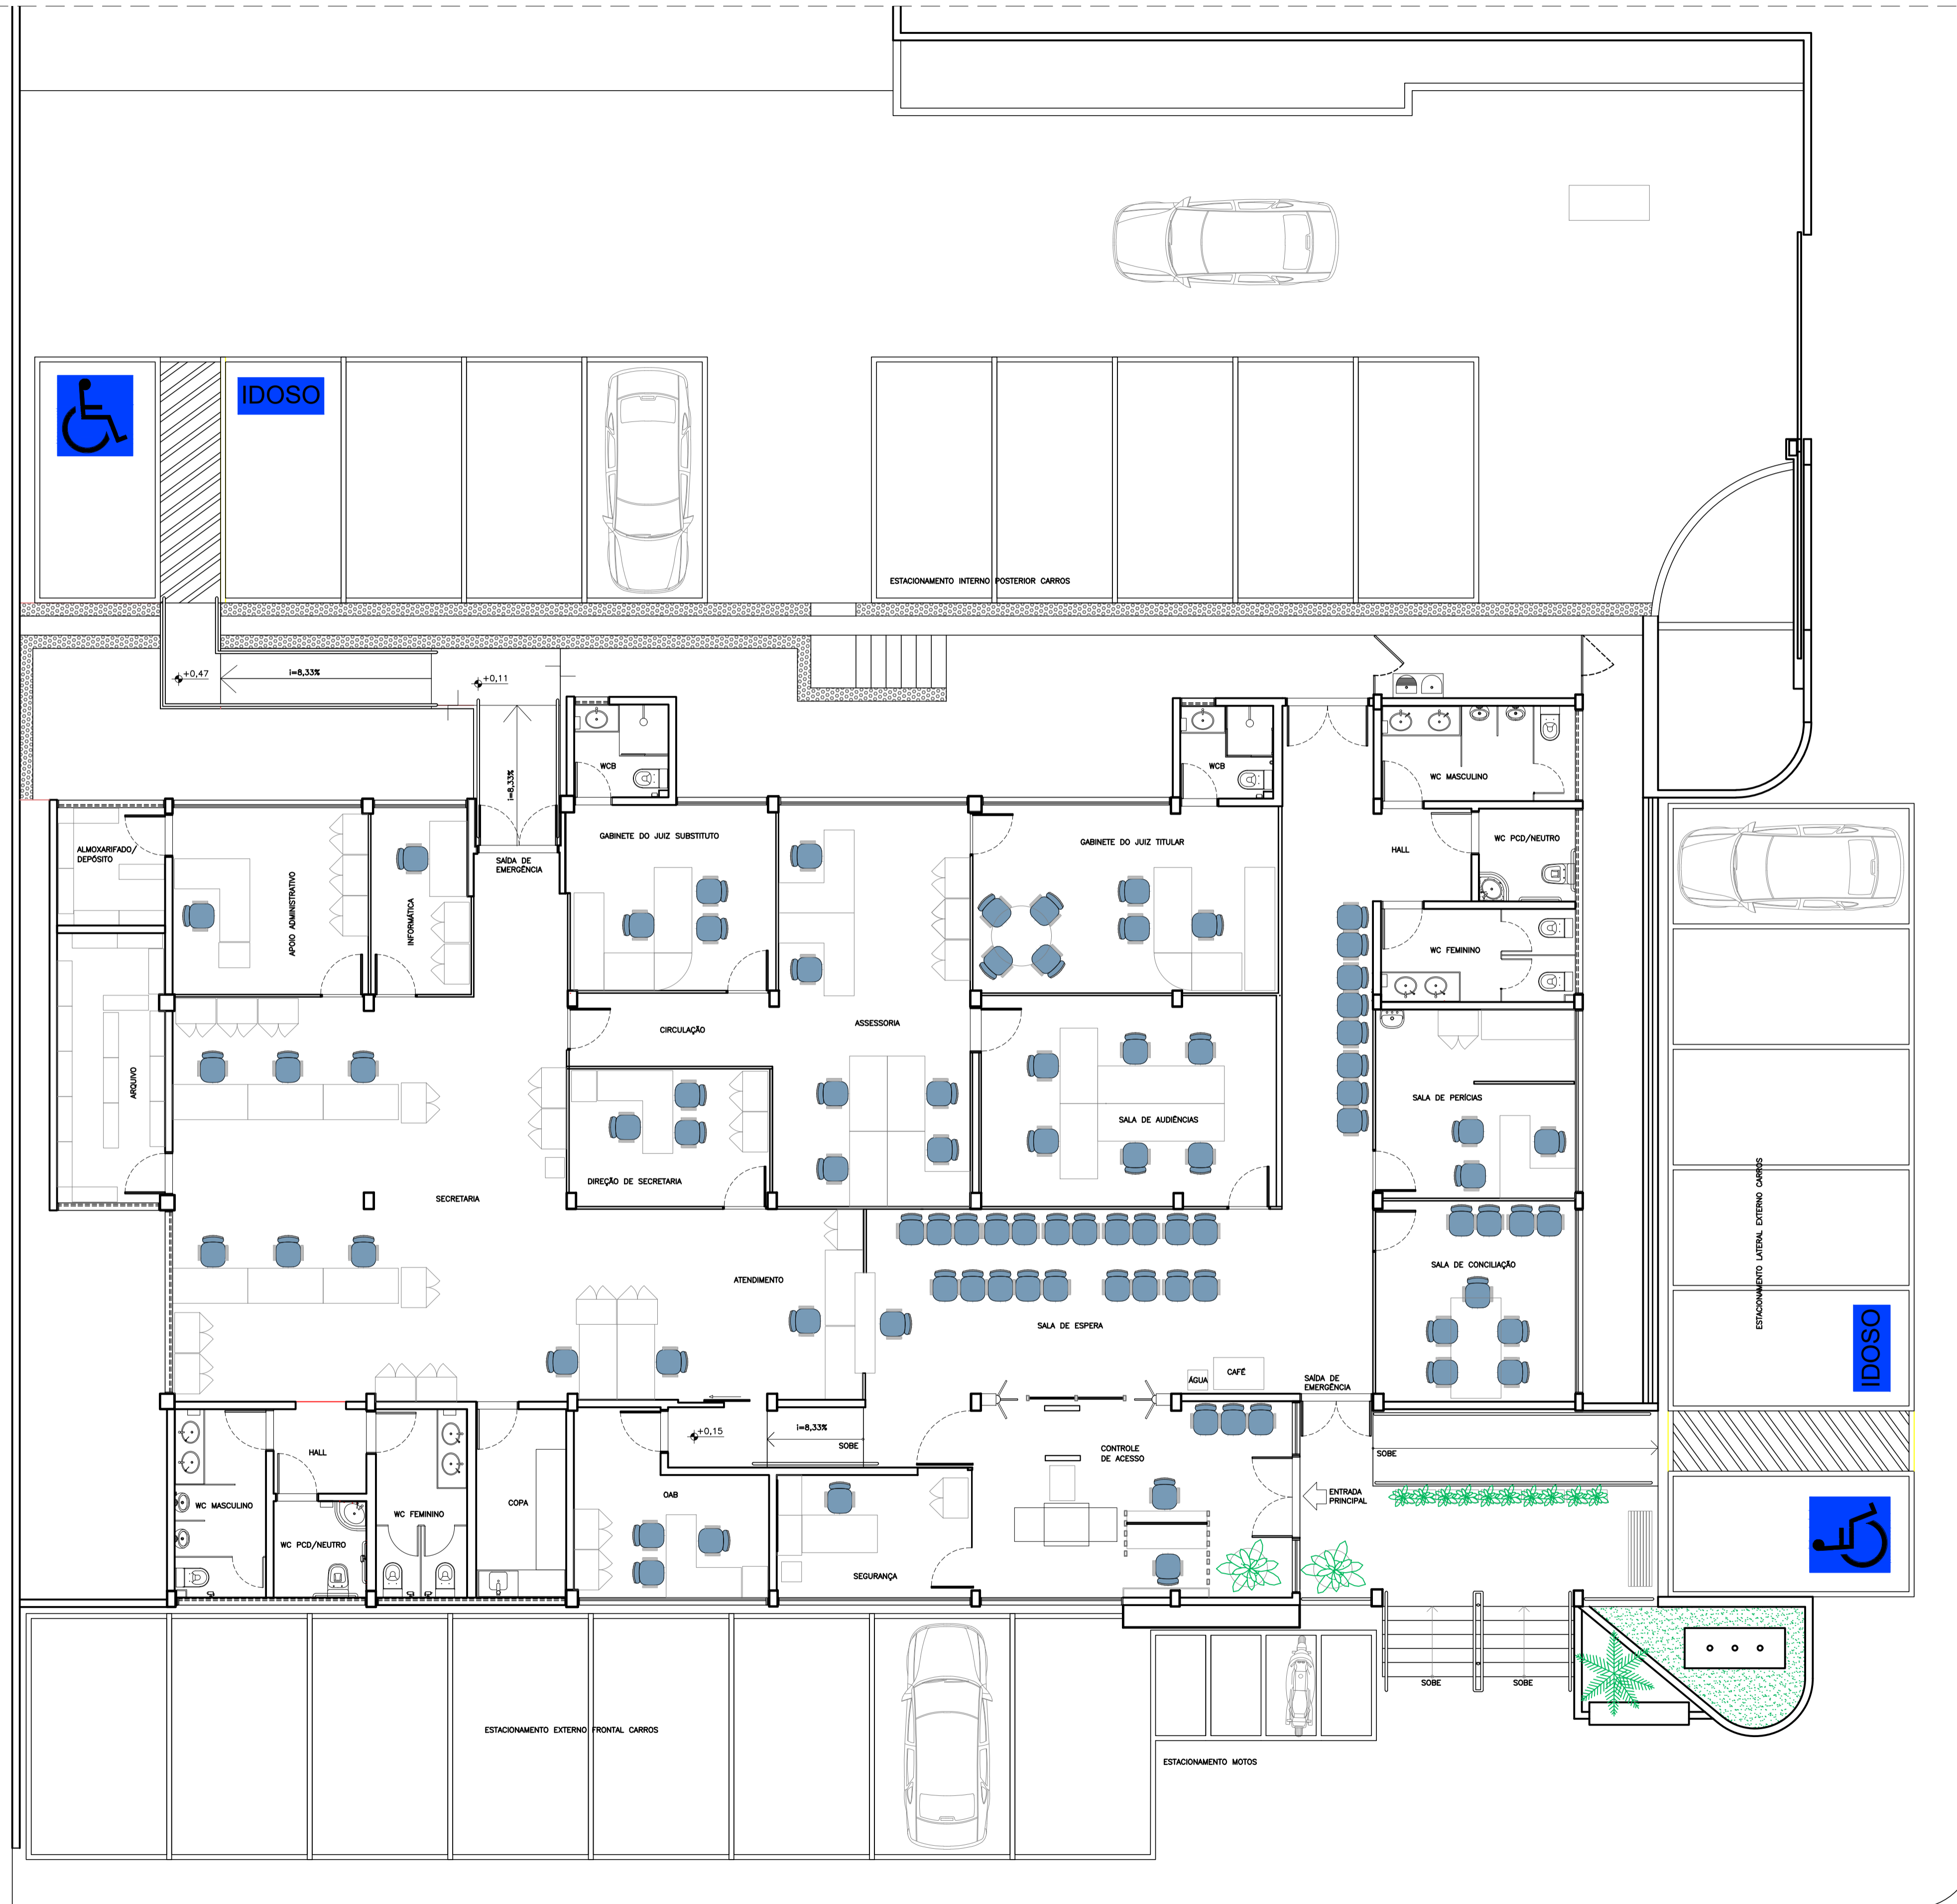 IDOSO
ESTACIONAMENTO INTERNO POSTERIOR CARROS
+0,47
i=8,33%
+0,11
i=8,33%
WCB
WCB
WC MASCULINO
ALMOXARIFADO/
DEPÓSITO
APOIO ADMINISTRATIVO
INFORMÁTICA
SAÍDA DE
EMERGÊNCIA
GABINETE DO JUIZ SUBSTITUTO
GABINETE DO JUIZ TITULAR
HALL
WC PCD/NEUTRO
WC FEMININO
CIRCULAÇÃO
ASSESSORIA
ARQUIVO
SALA DE PERÍCIAS
SALA DE AUDIÊNCIAS
DIREÇÃO DE SECRETARIA
SECRETARIA
ESTACIONAMENTO LATERAL EXTERNO CARROS
ATENDIMENTO
SALA DE CONCILIAÇÃO
SALA DE ESPERA
IDOSO
ÁGUA
CAFÉ
SAÍDA DE
EMERGÊNCIA
i=8,33%
+0,15
SOBE
HALL
CONTROLE
DE ACESSO
SOBE
ENTRADA
PRINCIPAL
WC MASCULINO
WC FEMININO
COPA
OAB
WC PCD/NEUTRO
SEGURANÇA
SOBE
SOBE
ESTACIONAMENTO EXTERNO FRONTAL CARROS
ESTACIONAMENTO MOTOS